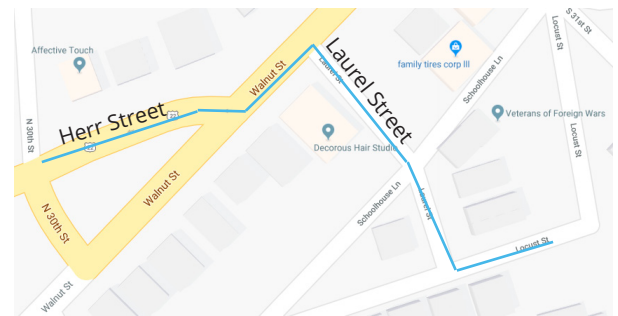 S 31st St
Locust St
Affective Touch
family tires corp III
Walnut St
Laurel St
Laurel Street
Schoolhouse Ln
Veterans of Foreign Wars
Herr Street
22
22
N 30th St
Decorous Hair Studio
Locust St
Walnut St
Schoolhouse Ln
Laurel St
N 30th St
Locust St
Walnut St